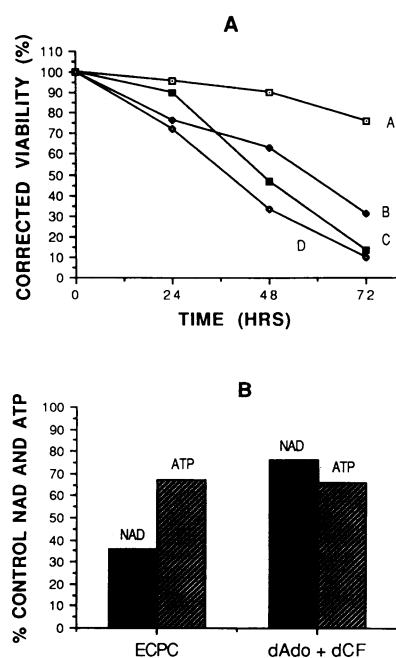 A
CORRECTED VIABILITY (%)
110
100
90
80
70
60
50
40
30
20
10
0
A
B
C
D
0 24 48 72
TIME (HRS)
B
% CONTROL NAD AND ATP
100
90
80
70
60
50
40
30
20
10
0
NAD
ATP
NAD
ATP
ECPC dAdo + dCF